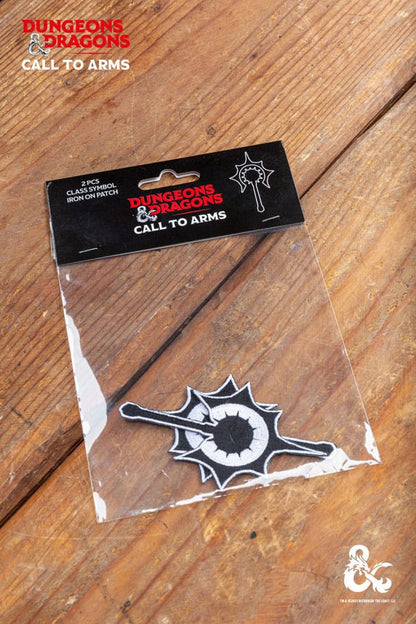 DUNGEONS
& DRAGONS
CALL TO ARMS
2 PCS
CLASS SYMBOL
IRON ON PATCH
DUNGEONS
& DRAGONS
CALL TO ARMS